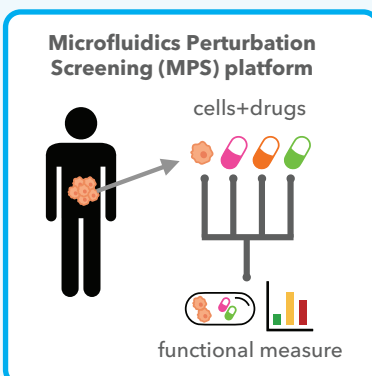 Microfluidics Perturbation
Screening (MPS) platform
cells+drugs
functional measure